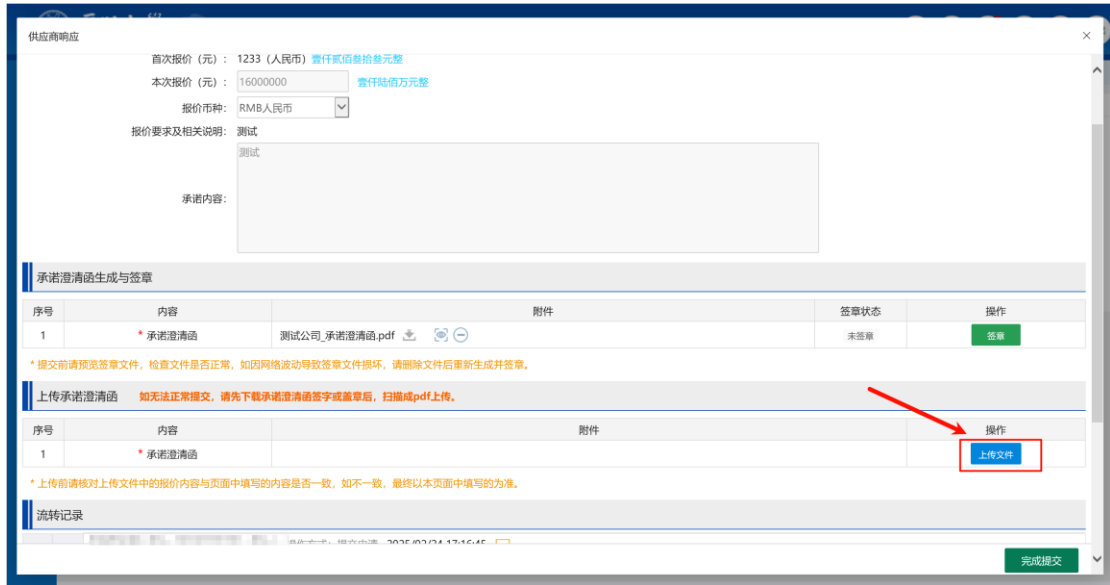 供应商响应
首次报价（元）： 1233（人民币）壹仟贰佰叁拾叁元整
本次报价（元）： 16000000 壹仟陆佰万元整
报价币种： RMB人民币
报价要求及相关说明： 测试
测试
承诺内容：
承诺澄清函生成与签章
序号 内容 附件 签章状态 操作
1 * 承诺澄清函 测试公司_承诺澄清函.pdf 未签章 签章
* 提交前请预览签章文件，检查文件是否正常，如因网络波动导致签章文件损坏，请删除文件后重新生成并签章。
上传承诺澄清函 如无法正常提交，请先下载承诺澄清函签字或盖章后，扫描成pdf上传。
序号 内容 附件 操作
1 * 承诺澄清函 上传文件
* 上传前请核对上传文件中的报价内容与页面中填写的内容是否一致，如不一致，最终以本页面中填写的为准。
流转记录
2025/02/24 17:16:45
完成提交